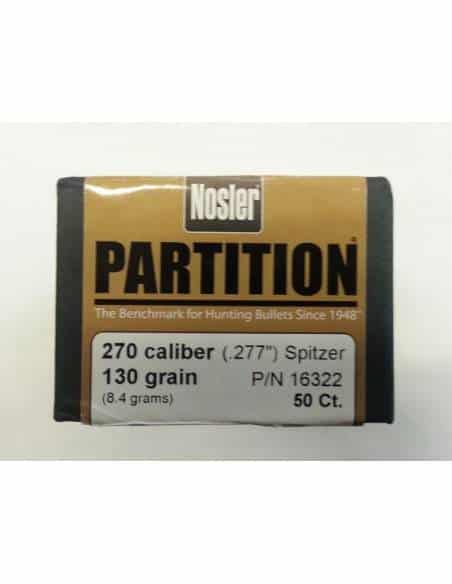 Nosler®
PARTITION®
The Benchmark for Hunting Bullets Since 1948™
270 caliber (.277") Spitzer
130 grain P/N 16322
(8.4 grams) 50 Ct.